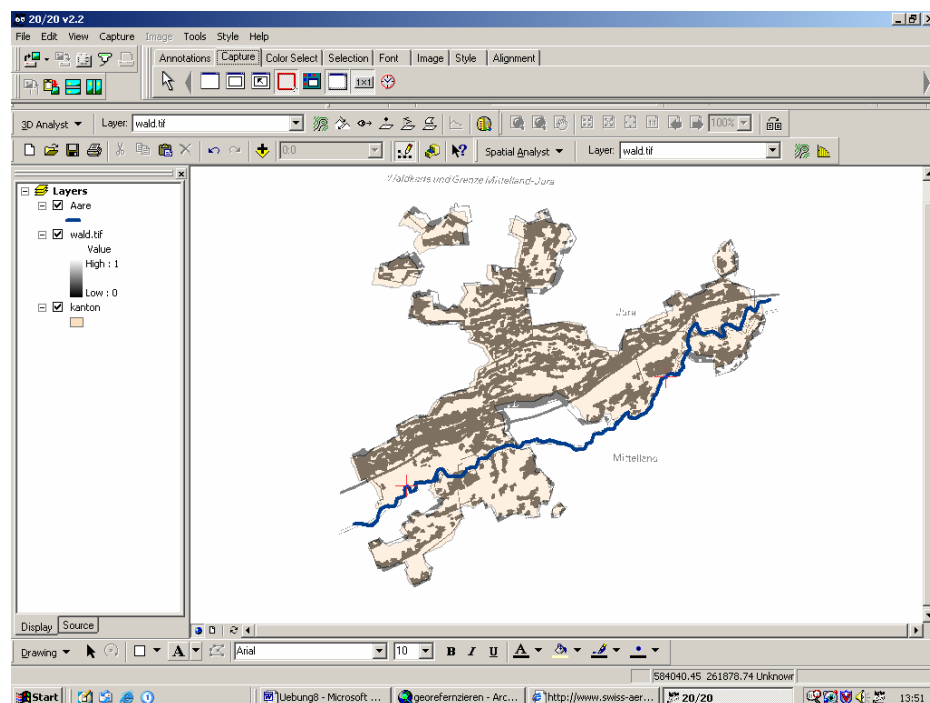 20/20 v2.2
File Edit View Capture Image Tools Style Help
Annotations Capture Color Select Selection Font Image Style Alignment
1x1
3D Analyst Layer: wald.tif 100%
0:0 Spatial Analyst Layer: wald.tif
Layers
Aare
wald.tif
Value
High : 1
Low : 0
kanton
Waldkarte und Grenze Mittelland-Jura
Jura
Mittelland
Display Source
Drawing A Arial 10 B I U A
584040.45 261878.74 Unknown
Start Uebung8 - Microsoft ... georefernzieren - Arc... http://www.swiss-aer... 20/20 13:51